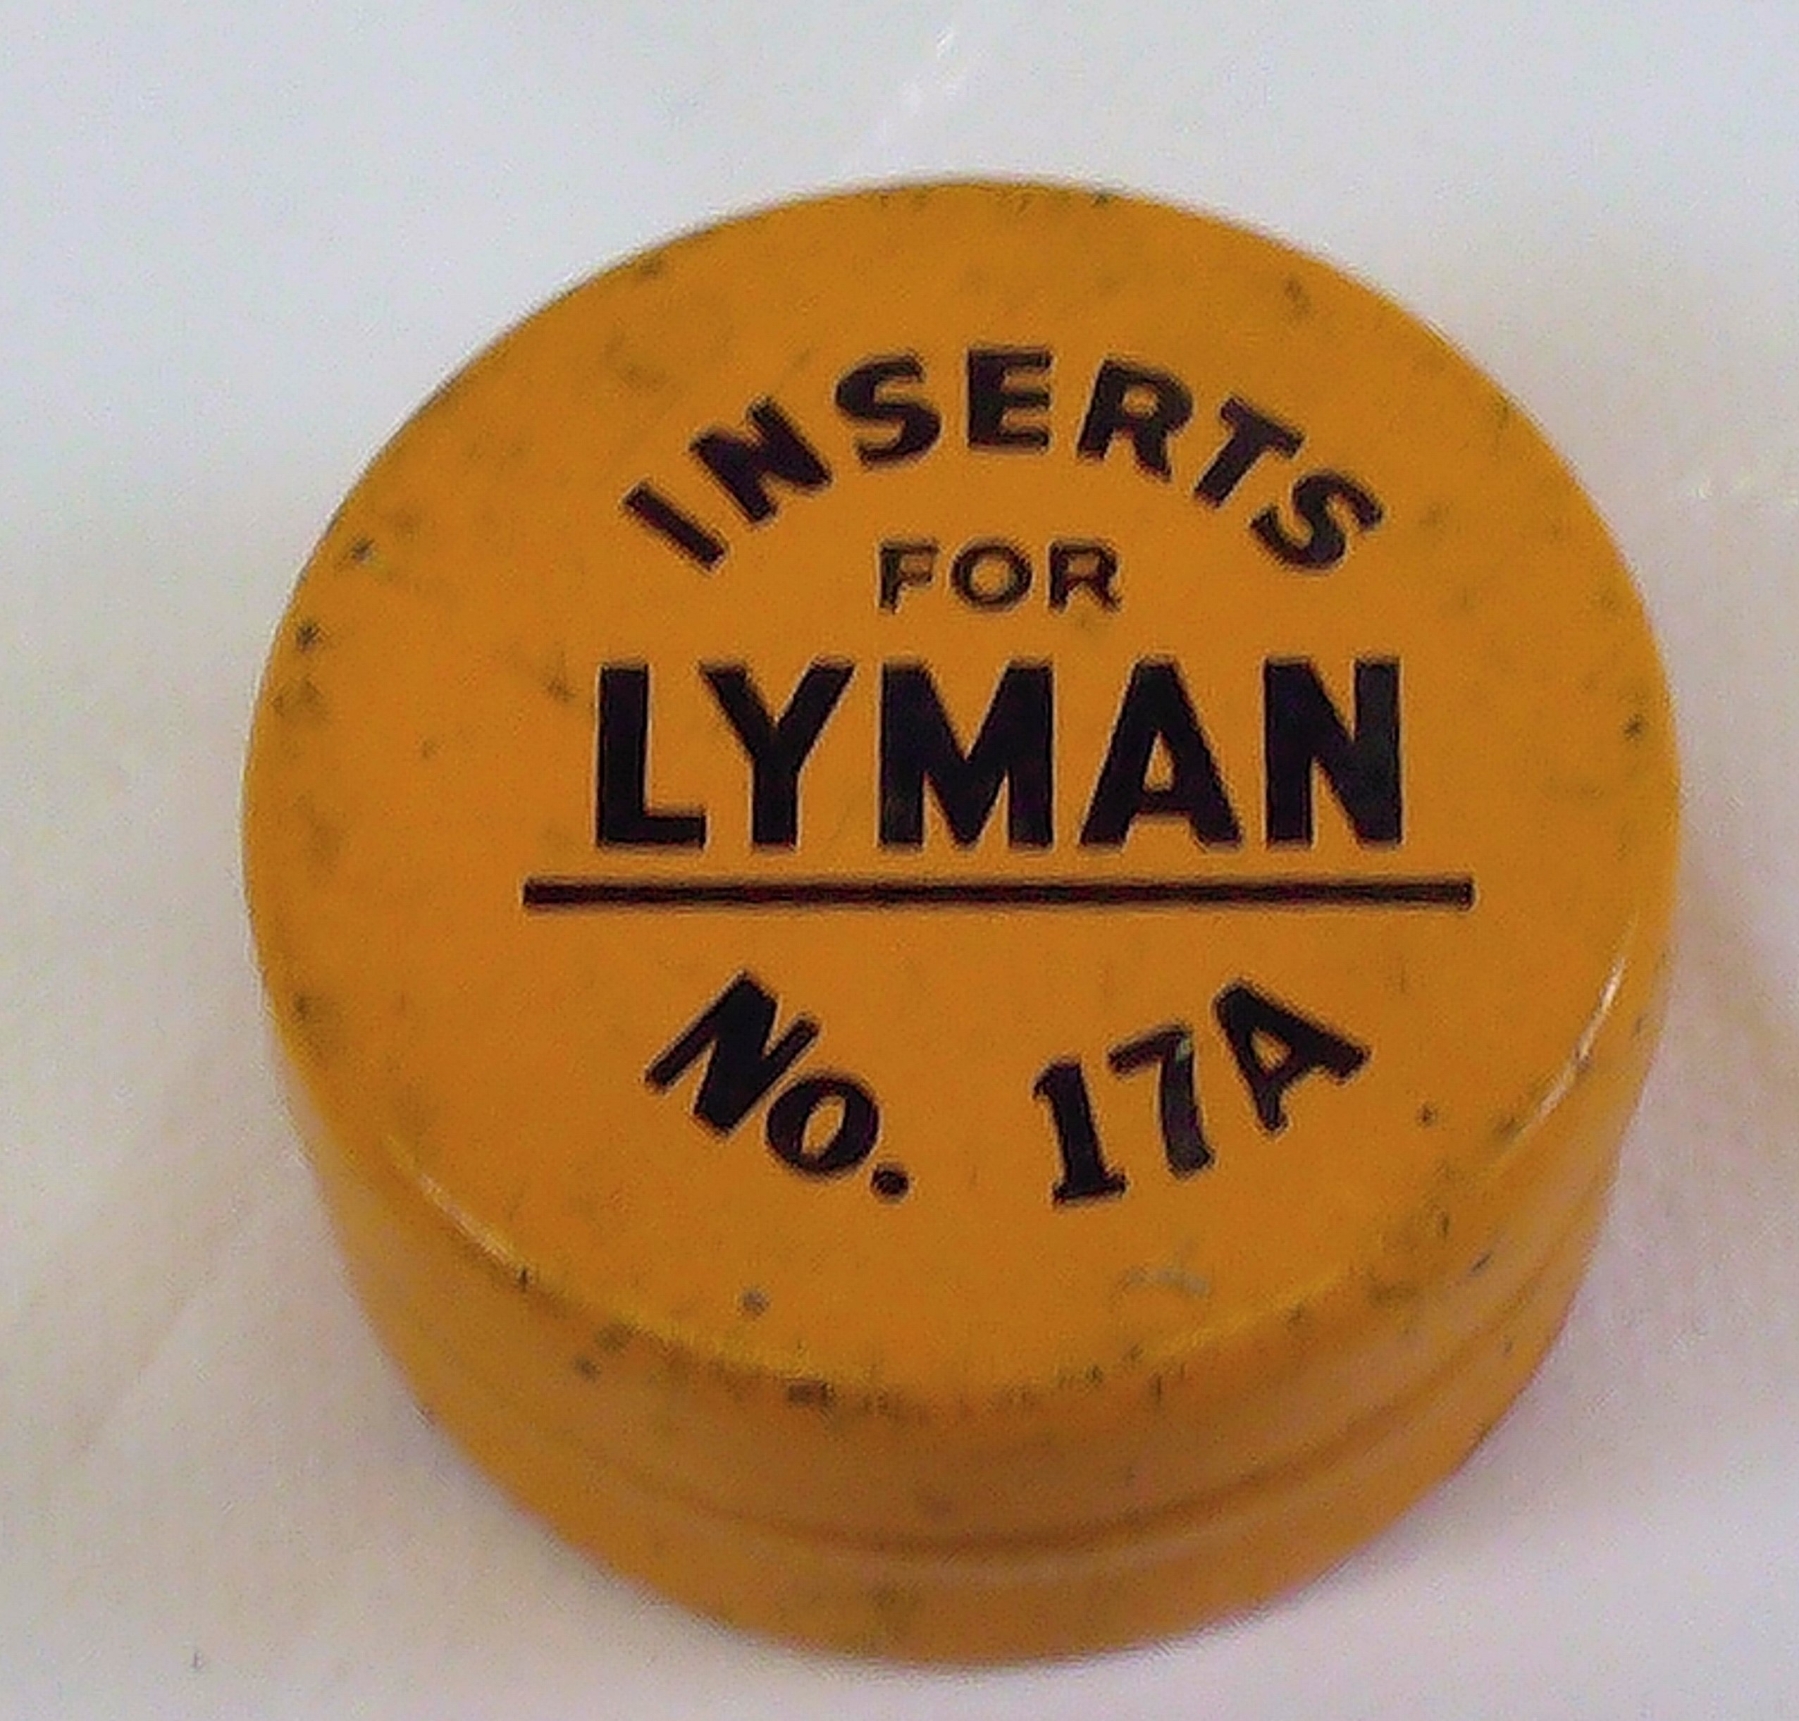 INSERTS
FOR
LYMAN
No. 17A